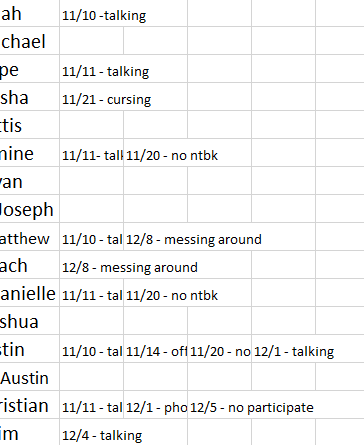 ah 11/10 -talking
chael
pe 11/11 - talking
sha 11/21 - cursing
tis
nine 11/11- tall 11/20 - no ntbk
van
Joseph
atthew 11/10 - tal 12/8 - messing around
ach 12/8 - messing around
anielle 11/11 - tal 11/20 - no ntbk
shua
stin 11/10 - tal 11/14 - off 11/20 - no 12/1 - talking
Austin
ristian 11/11 - tal 12/1 - pho 12/5 - no participate
im 12/4 - talking